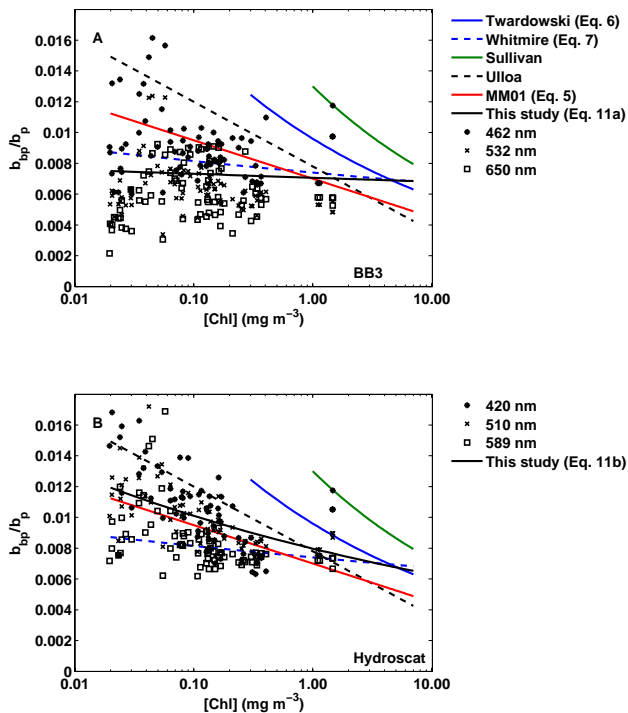 A
0.016
0.014
0.012
0.01
0.008
0.006
0.004
0.002
0
b_bp/b_p
0.01
0.10
1.00
10.00
[Chl] (mg m⁻³)
BB3
Twardowski (Eq. 6)
Whitmire (Eq. 7)
Sullivan
Ulloa
MM01 (Eq. 5)
This study (Eq. 11a)
462 nm
532 nm
650 nm
B
0.016
0.014
0.012
0.01
0.008
0.006
0.004
0.002
0
b_bp/b_p
0.01
0.10
1.00
10.00
[Chl] (mg m⁻³)
Hydroscat
420 nm
510 nm
589 nm
This study (Eq. 11b)